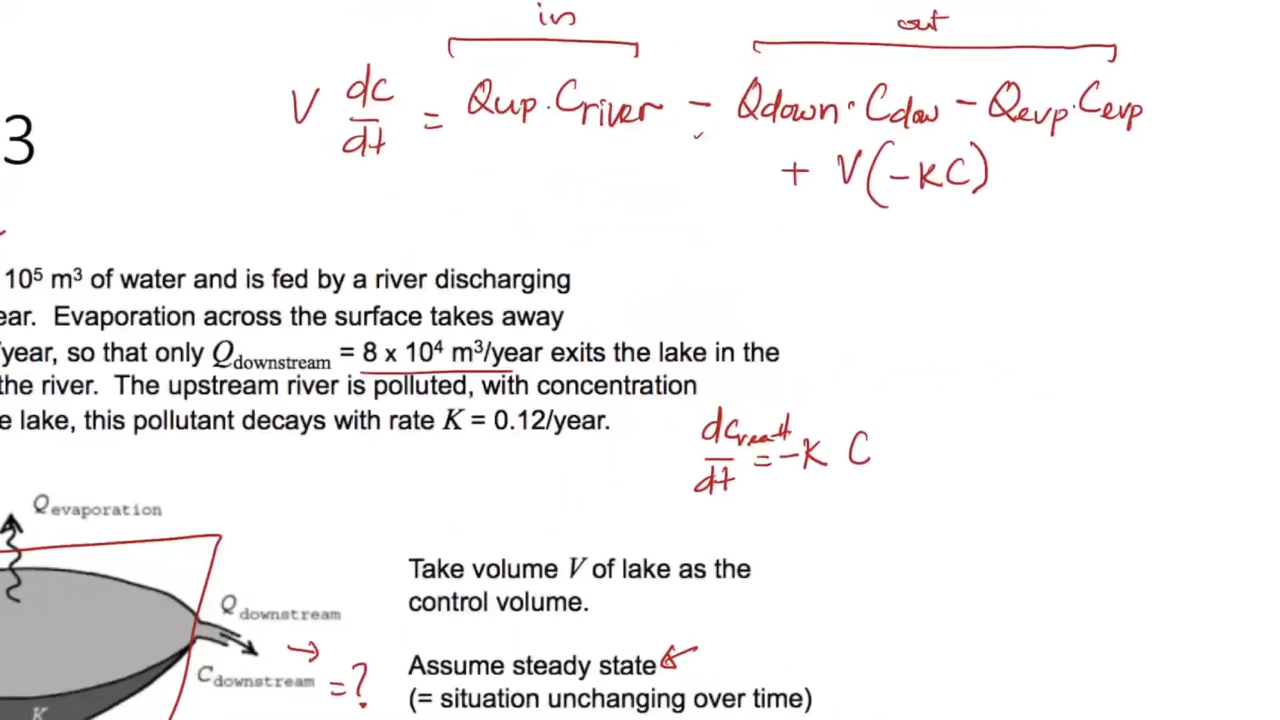 in out
V dc/dt = Qup · Criver - Qdown · Cdow - Qevp · Cevp
+ V(-KC)
3
10⁵ m³ of water and is fed by a river discharging
ear. Evaporation across the surface takes away
/year, so that only Qdownstream = 8 x 10⁴ m³/year exits the lake in the
the river. The upstream river is polluted, with concentration
e lake, this pollutant decays with rate K = 0.12/year.
dCreact/dt = -K C
Qevaporation
Take volume V of lake as the
control volume.
Qdownstream
Cdownstream = ?
Assume steady state
(= situation unchanging over time)
K